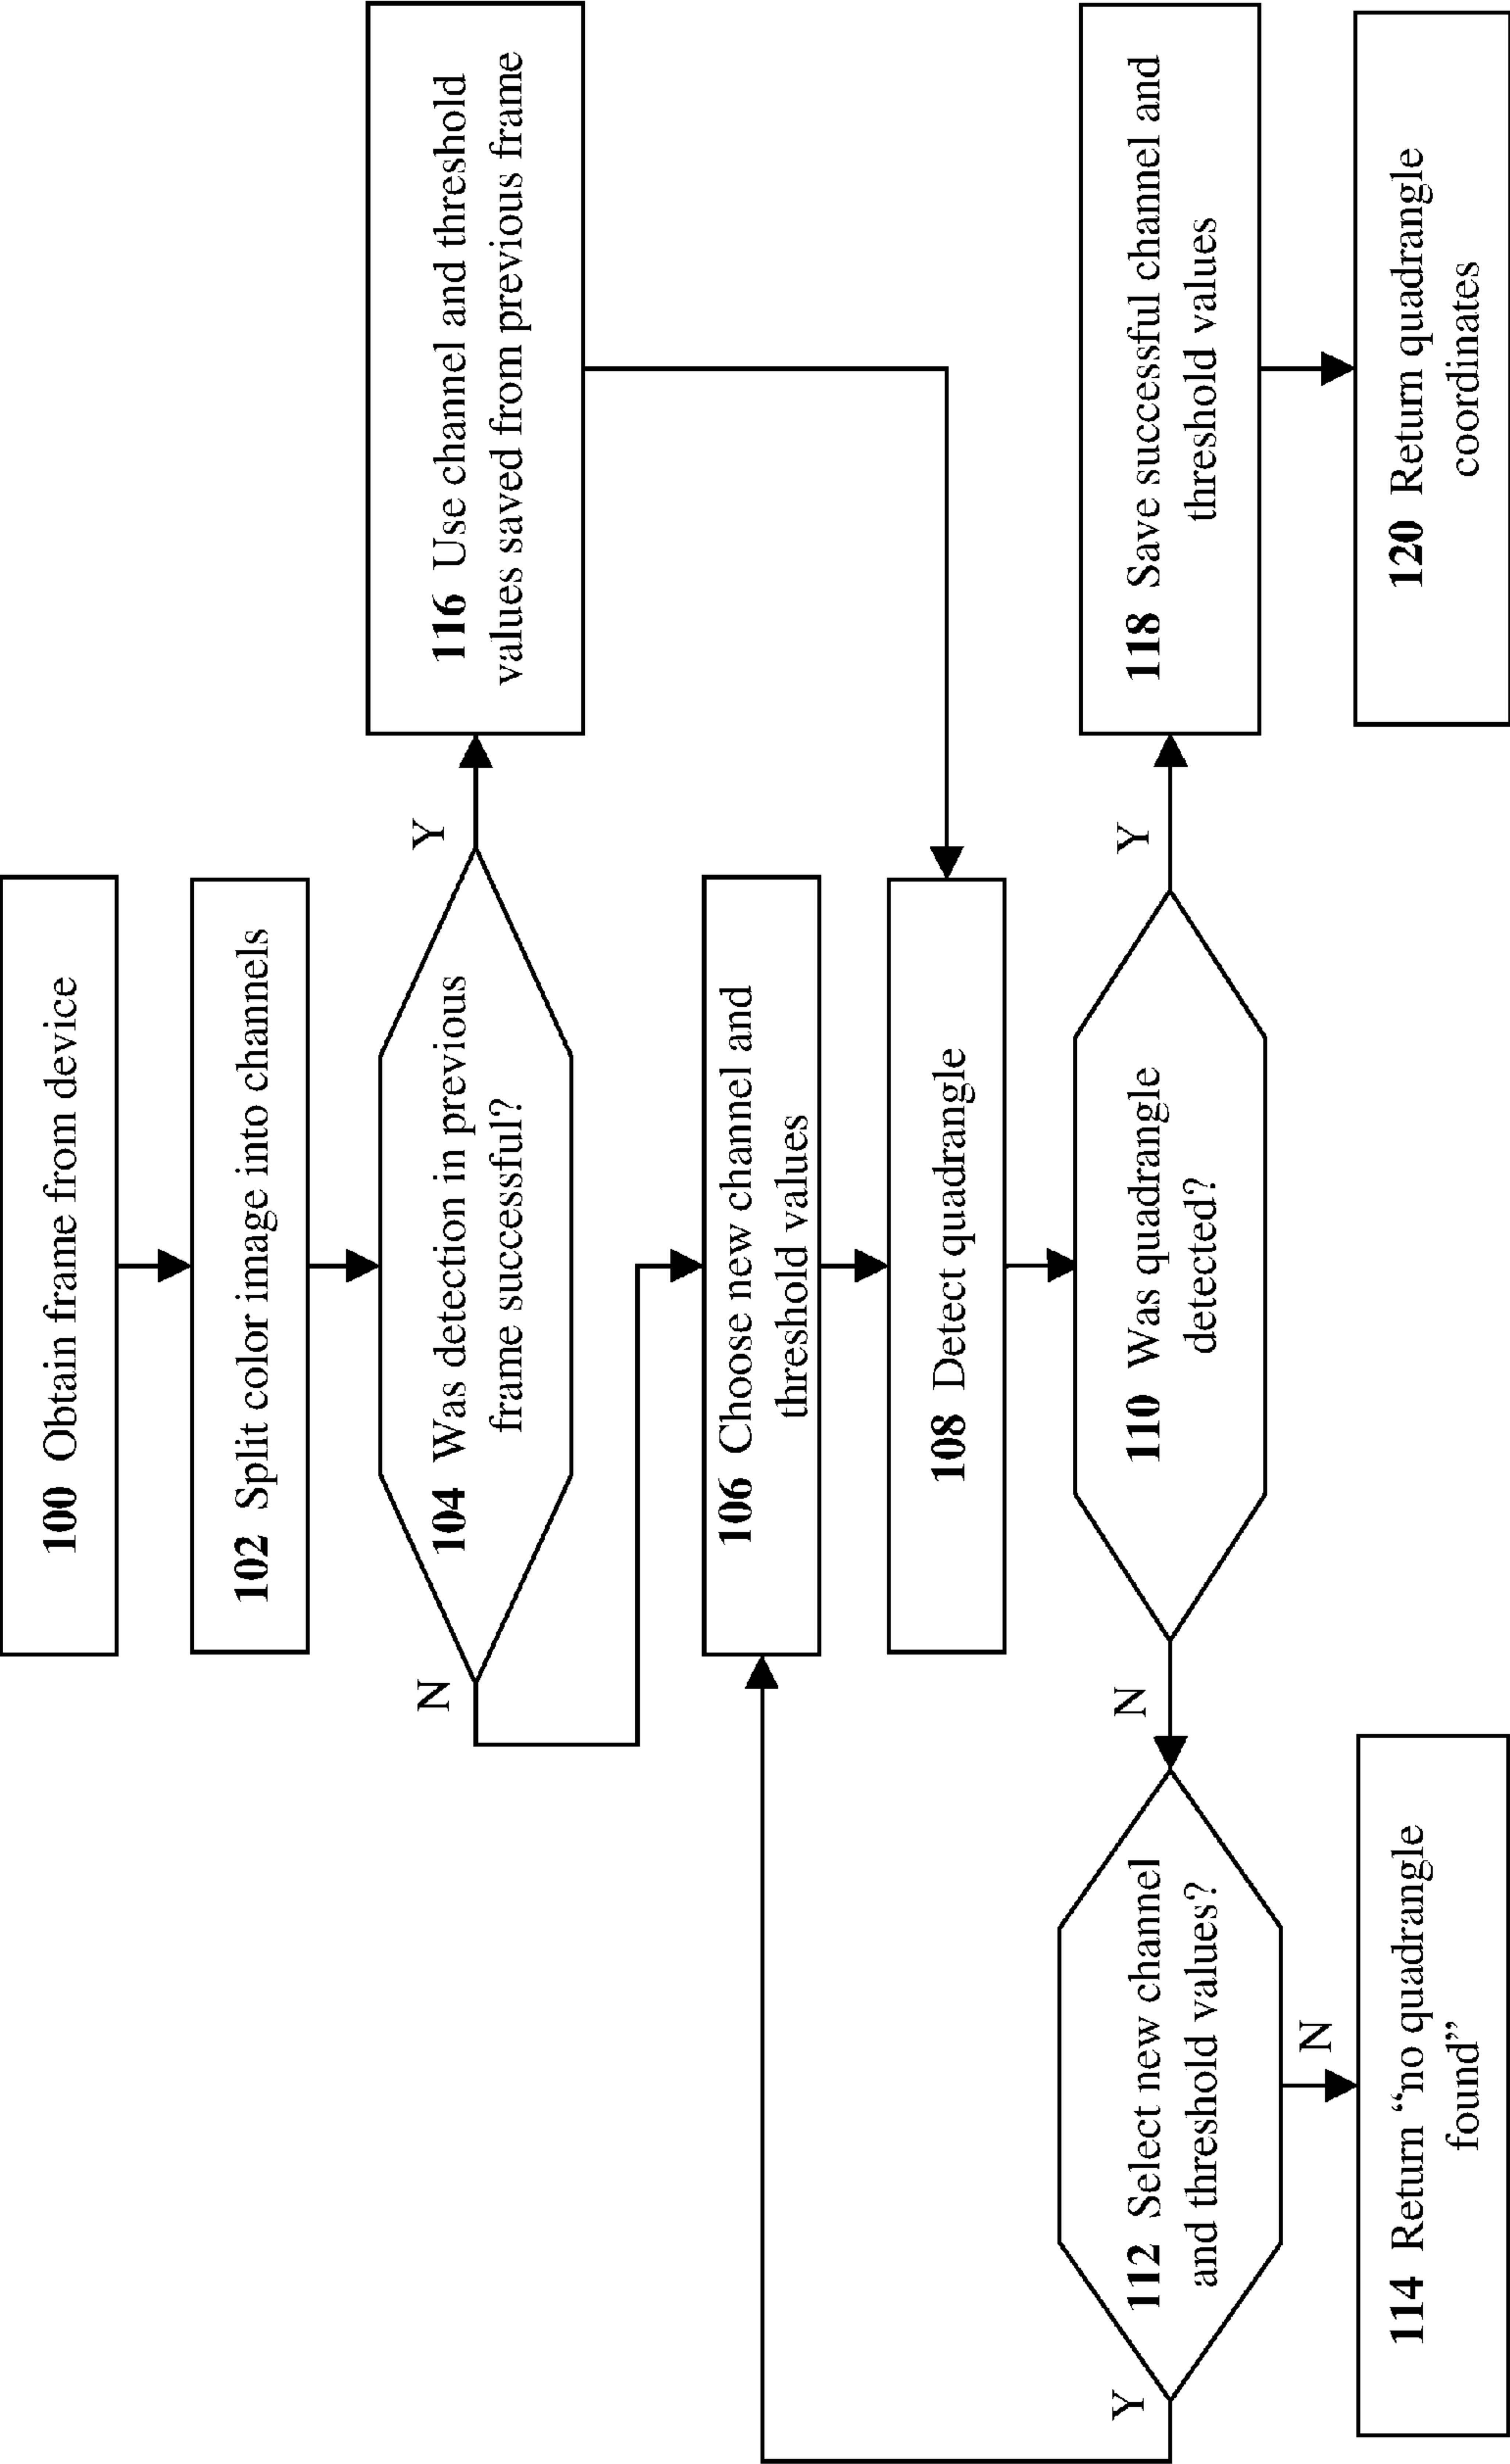 100 Obtain frame from device
102 Split color image into channels
104 Was detection in previous
frame successful?
Y
N
116 Use channel and threshold
values saved from previous frame
106 Choose new channel and
threshold values
108 Detect quadrangle
110 Was quadrangle
detected?
Y
N
118 Save successful channel and
threshold values
120 Return quadrangle
coordinates
112 Select new channel
and threshold values?
Y
N
114 Return “no quadrangle
found”